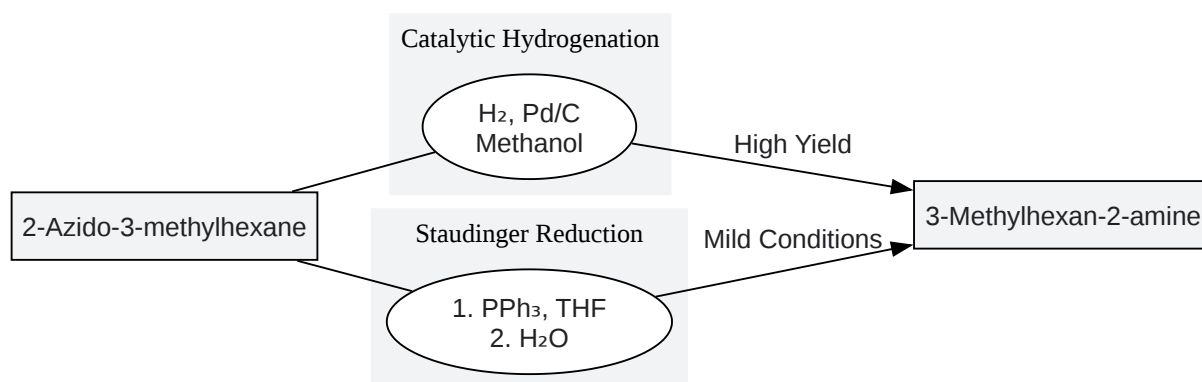 Catalytic Hydrogenation
H₂, Pd/C
Methanol
High Yield
2-Azido-3-methylhexane
3-Methylhexan-2-amine
Staudinger Reduction
Mild Conditions
1. PPh₃, THF
2. H₂O